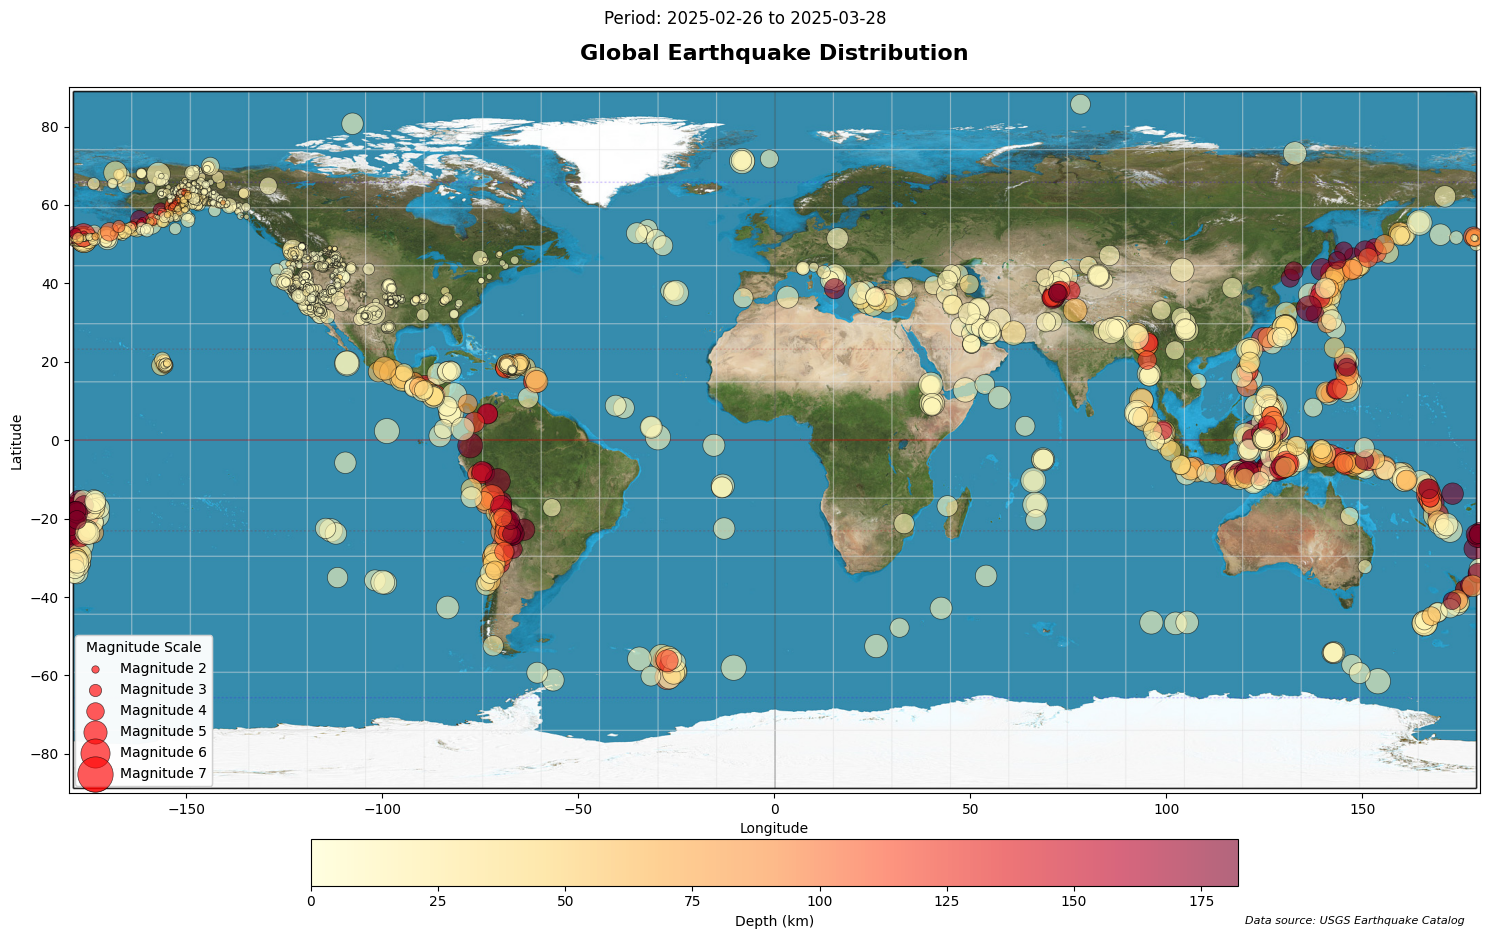 Period: 2025-02-26 to 2025-03-28
Global Earthquake Distribution
Latitude
80
60
40
20
0
−20
−40
−60
−80
Magnitude Scale
Magnitude 2
Magnitude 3
Magnitude 4
Magnitude 5
Magnitude 6
Magnitude 7
−150 −100 −50 0 50 100 150
Longitude
0 25 50 75 100 125 150 175
Depth (km)
Data source: USGS Earthquake Catalog